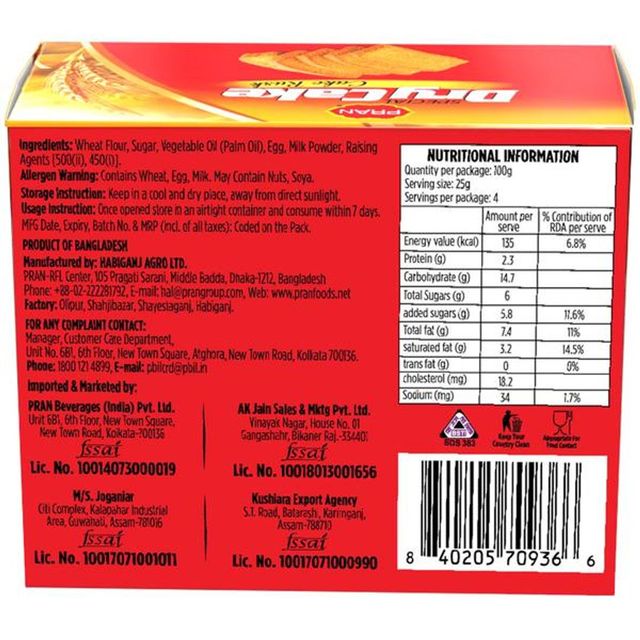 PRAN
SPECIAL
Dry Cake
Cake Rusk
Ingredients: Wheat Flour, Sugar, Vegetable Oil (Palm Oil), Egg, Milk Powder, Raising
Agents [500(ii), 450(i)].
Allergen Warning: Contains Wheat, Egg, Milk. May Contain Nuts, Soya.
Storage Instruction: Keep in a cool and dry place, away from direct sunlight.
Usage Instruction: Once opened store in an airtight container and consume within 7 days.
MFG Date, Expiry, Batch No. & MRP (incl. of all taxes): Coded on the Pack.
PRODUCT OF BANGLADESH
Manufactured by: HABIGANJ AGRO LTD.
PRAN-RFL Center, 105 Pragati Sarani, Middle Badda, Dhaka-1212, Bangladesh
Phone: +88-02-222281792, E-mail: hal@prangroup.com, Web: www.pranfoods.net
Factory: Olipur, Shahjibazar, Shayestaganj, Habiganj.
FOR ANY COMPLAINT CONTACT:
Manager, Customer Care Department,
Unit No. 6B1, 6th Floor, New Town Square, Atghora, New Town Road, Kolkata 700136.
Phone: 1800 121 4899, E-mail: pbilcrd@pbil.in
Imported & Marketed by:
PRAN Beverages (India) Pvt. Ltd.
Unit 6B1, 6th Floor, New Town Square,
New Town Road, Kolkata-700136
fssai
Lic. No. 10014073000019
AK Jain Sales & Mktg Pvt. Ltd.
Vinayak Nagar, House No. 01
Gangashahr, Bikaner Raj.-334401
fssai
Lic. No. 10018013001656
M/S. Joganiar
Citi Complex, Kalapahar Industrial
Area, Guwahati, Assam-781016
fssai
Lic. No. 10017071001011
Kushiara Export Agency
S.T. Road, Batarashi, Karimganj,
Assam-788710
fssai
Lic. No. 10017071000990
NUTRITIONAL INFORMATION
Quantity per package: 100g
Serving size: 25g
Servings per package: 4
Amount per serve % Contribution of RDA per serve
Energy value (kcal) 135 6.8%
Protein (g) 2.3
Carbohydrate (g) 14.7
Total Sugars (g) 6
added sugars (g) 5.8 11.6%
Total fat (g) 7.4 11%
saturated fat (g) 3.2 14.5%
trans fat (g) 0 0%
cholesterol (mg) 18.2
Sodium (mg) 34 1.7%
BDS 383
Keep Your
Country Clean
Appropriate For
Food Contact
8 40205 70936 6